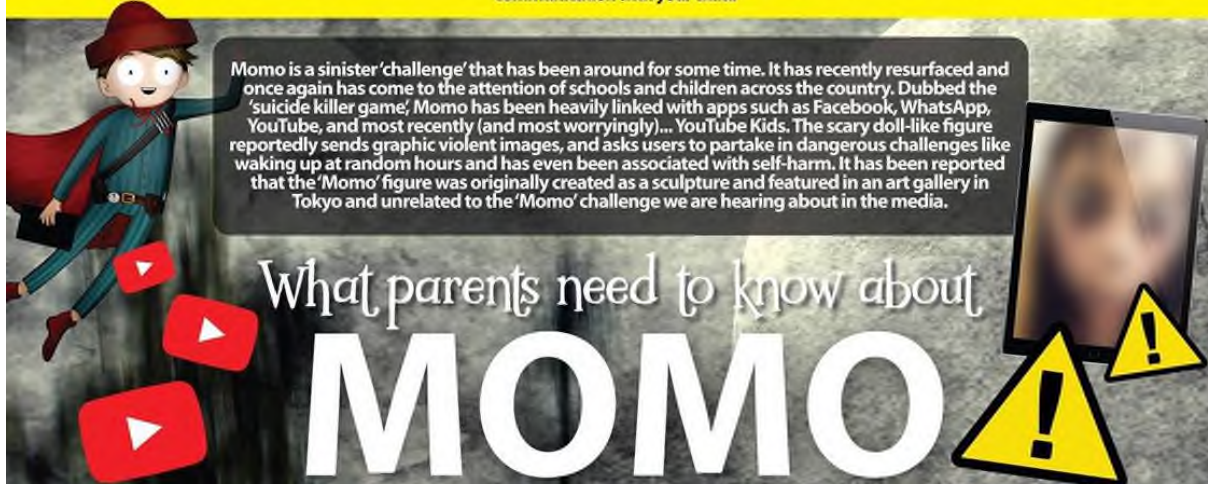 Momo is a sinister 'challenge' that has been around for some time. It has recently resurfaced and
once again has come to the attention of schools and children across the country. Dubbed the
'suicide killer game', Momo has been heavily linked with apps such as Facebook, WhatsApp,
YouTube, and most recently (and most worryingly)... YouTube Kids. The scary doll-like figure
reportedly sends graphic violent images, and asks users to partake in dangerous challenges like
waking up at random hours and has even been associated with self-harm. It has been reported
that the 'Momo' figure was originally created as a sculpture and featured in an art gallery in
Tokyo and unrelated to the 'Momo' challenge we are hearing about in the media.
What parents need to know about
MOMO